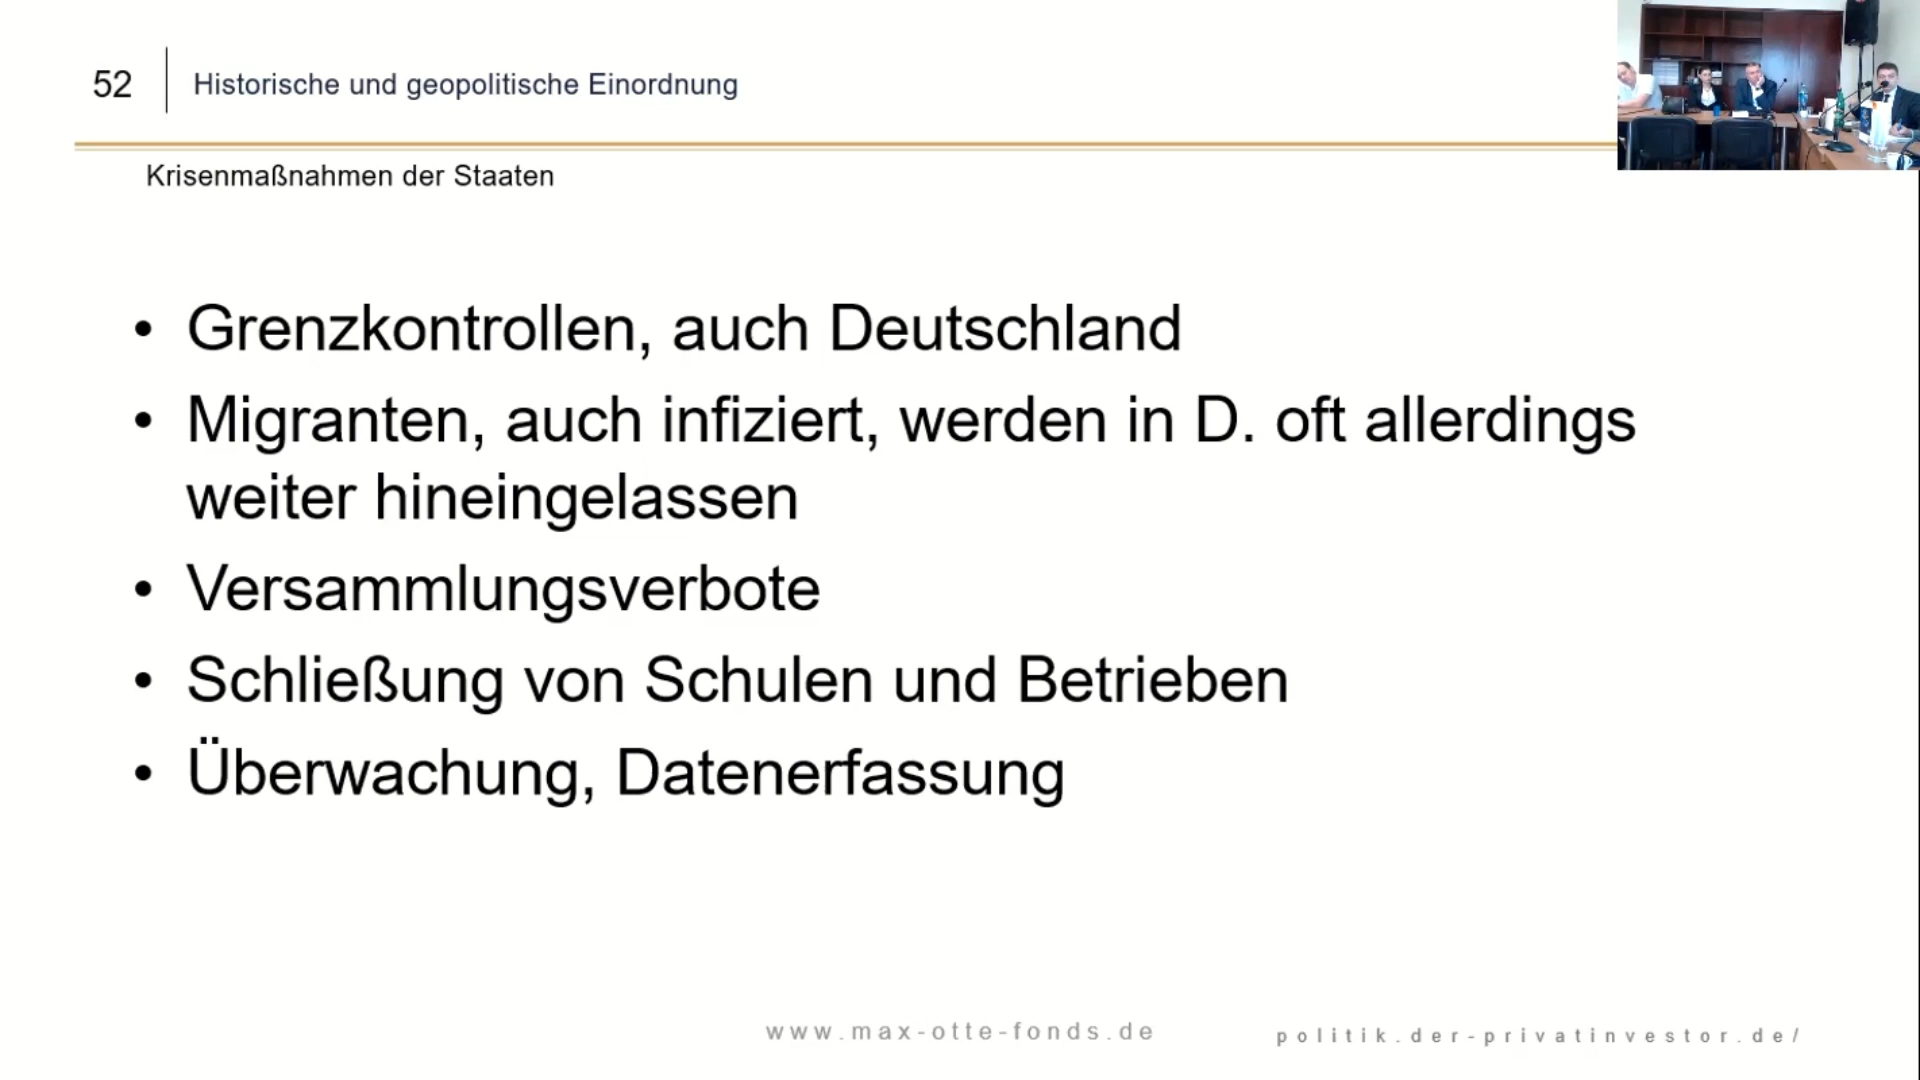 52
Historische und geopolitische Einordnung
Krisenmaßnahmen der Staaten
• Grenzkontrollen, auch Deutschland
• Migranten, auch infiziert, werden in D. oft allerdings
weiter hineingelassen
• Versammlungsverbote
• Schließung von Schulen und Betrieben
• Überwachung, Datenerfassung
www.max-otte-fonds.de
politik.der-privatinvestor.de/